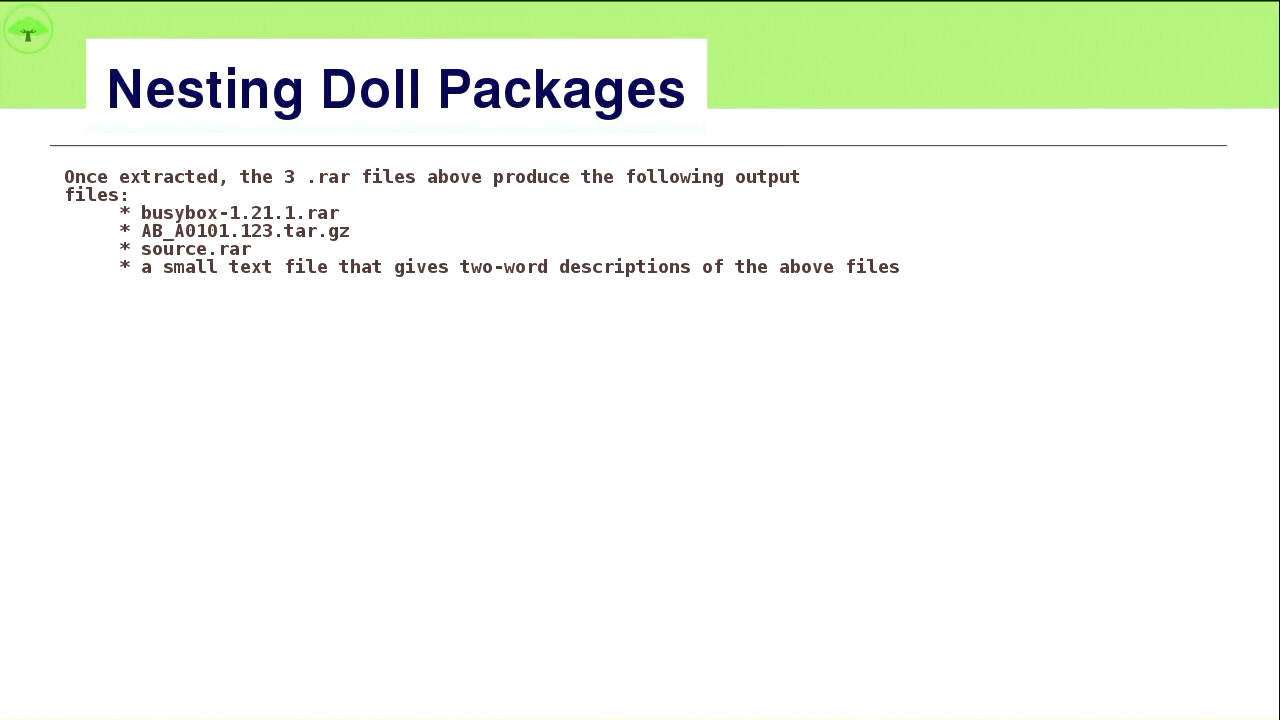 Nesting Doll Packages
Once extracted, the 3 .rar files above produce the following output
files:
* busybox-1.21.1.rar
* AB_A0101.123.tar.gz
* source.rar
* a small text file that gives two-word descriptions of the above files